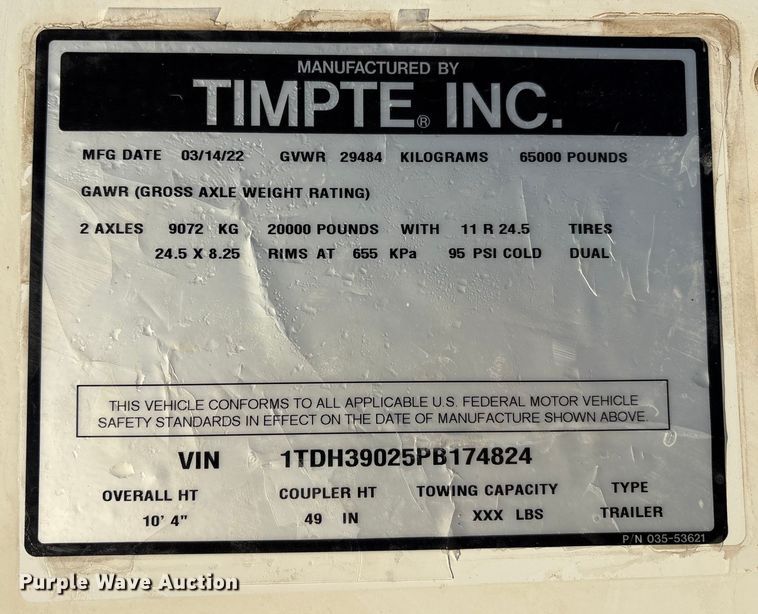 MANUFACTURED BY
TIMPTE® INC.
MFG DATE 03/14/22 GVWR 29484 KILOGRAMS 65000 POUNDS
GAWR (GROSS AXLE WEIGHT RATING)
2 AXLES 9072 KG 20000 POUNDS WITH 11 R 24.5 TIRES
24.5 X 8.25 RIMS AT 655 KPa 95 PSI COLD DUAL
THIS VEHICLE CONFORMS TO ALL APPLICABLE U.S. FEDERAL MOTOR VEHICLE
SAFETY STANDARDS IN EFFECT ON THE DATE OF MANUFACTURE SHOWN ABOVE.
VIN 1TDH39025PB174824
OVERALL HT COUPLER HT TOWING CAPACITY TYPE
10' 4" 49 IN XXX LBS TRAILER
P/N 035-53621
Purple Wave Auction